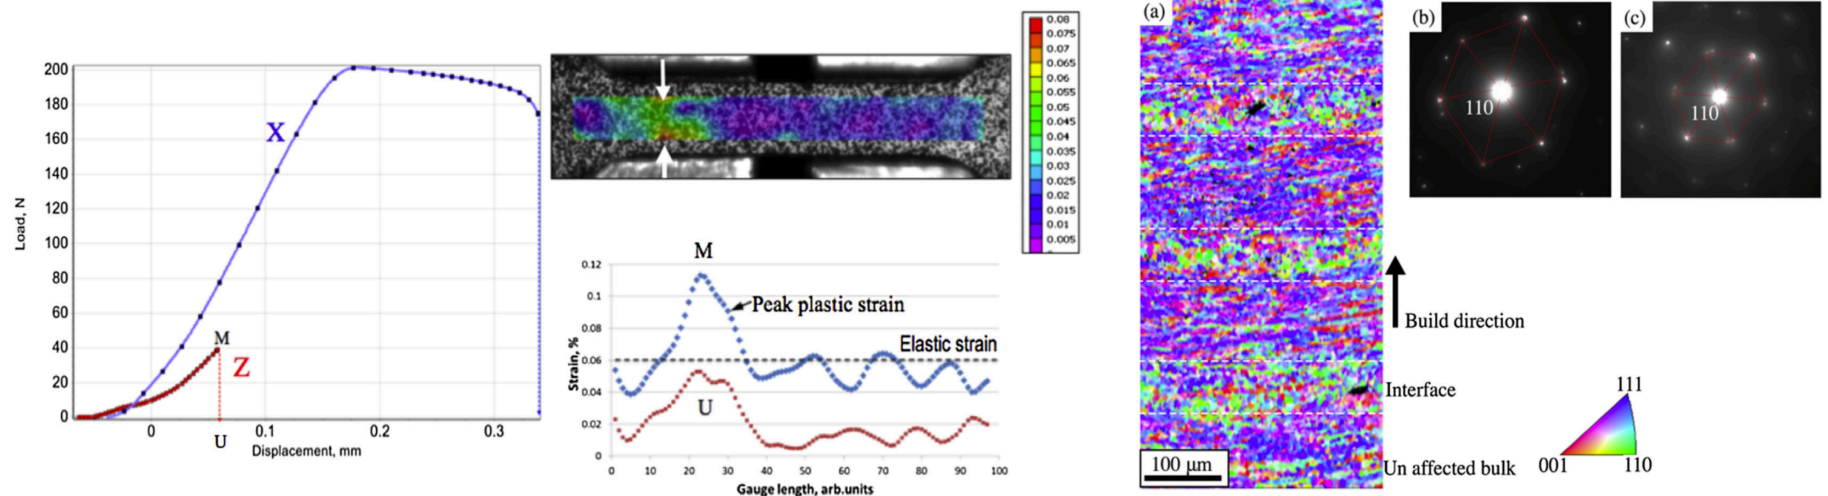 200
180
160
140
120
100
80
60
40
20
0
Load, N
X
M
Z
0
0.1
0.2
0.3
U
Displacement, mm
0.08
0.075
0.07
0.065
0.06
0.055
0.05
0.045
0.04
0.035
0.03
0.025
0.02
0.015
0.01
0.005
M
0.12
0.1
0.08
0.06
0.04
0.02
0
Strain, %
Peak plastic strain
Elastic strain
U
0 10 20 30 40 50 60 70 80 90 100
Gauge length, arb.units
(a)
100 µm
Build direction
Interface
Un affected bulk
(b)
110
(c)
110
111
001
110